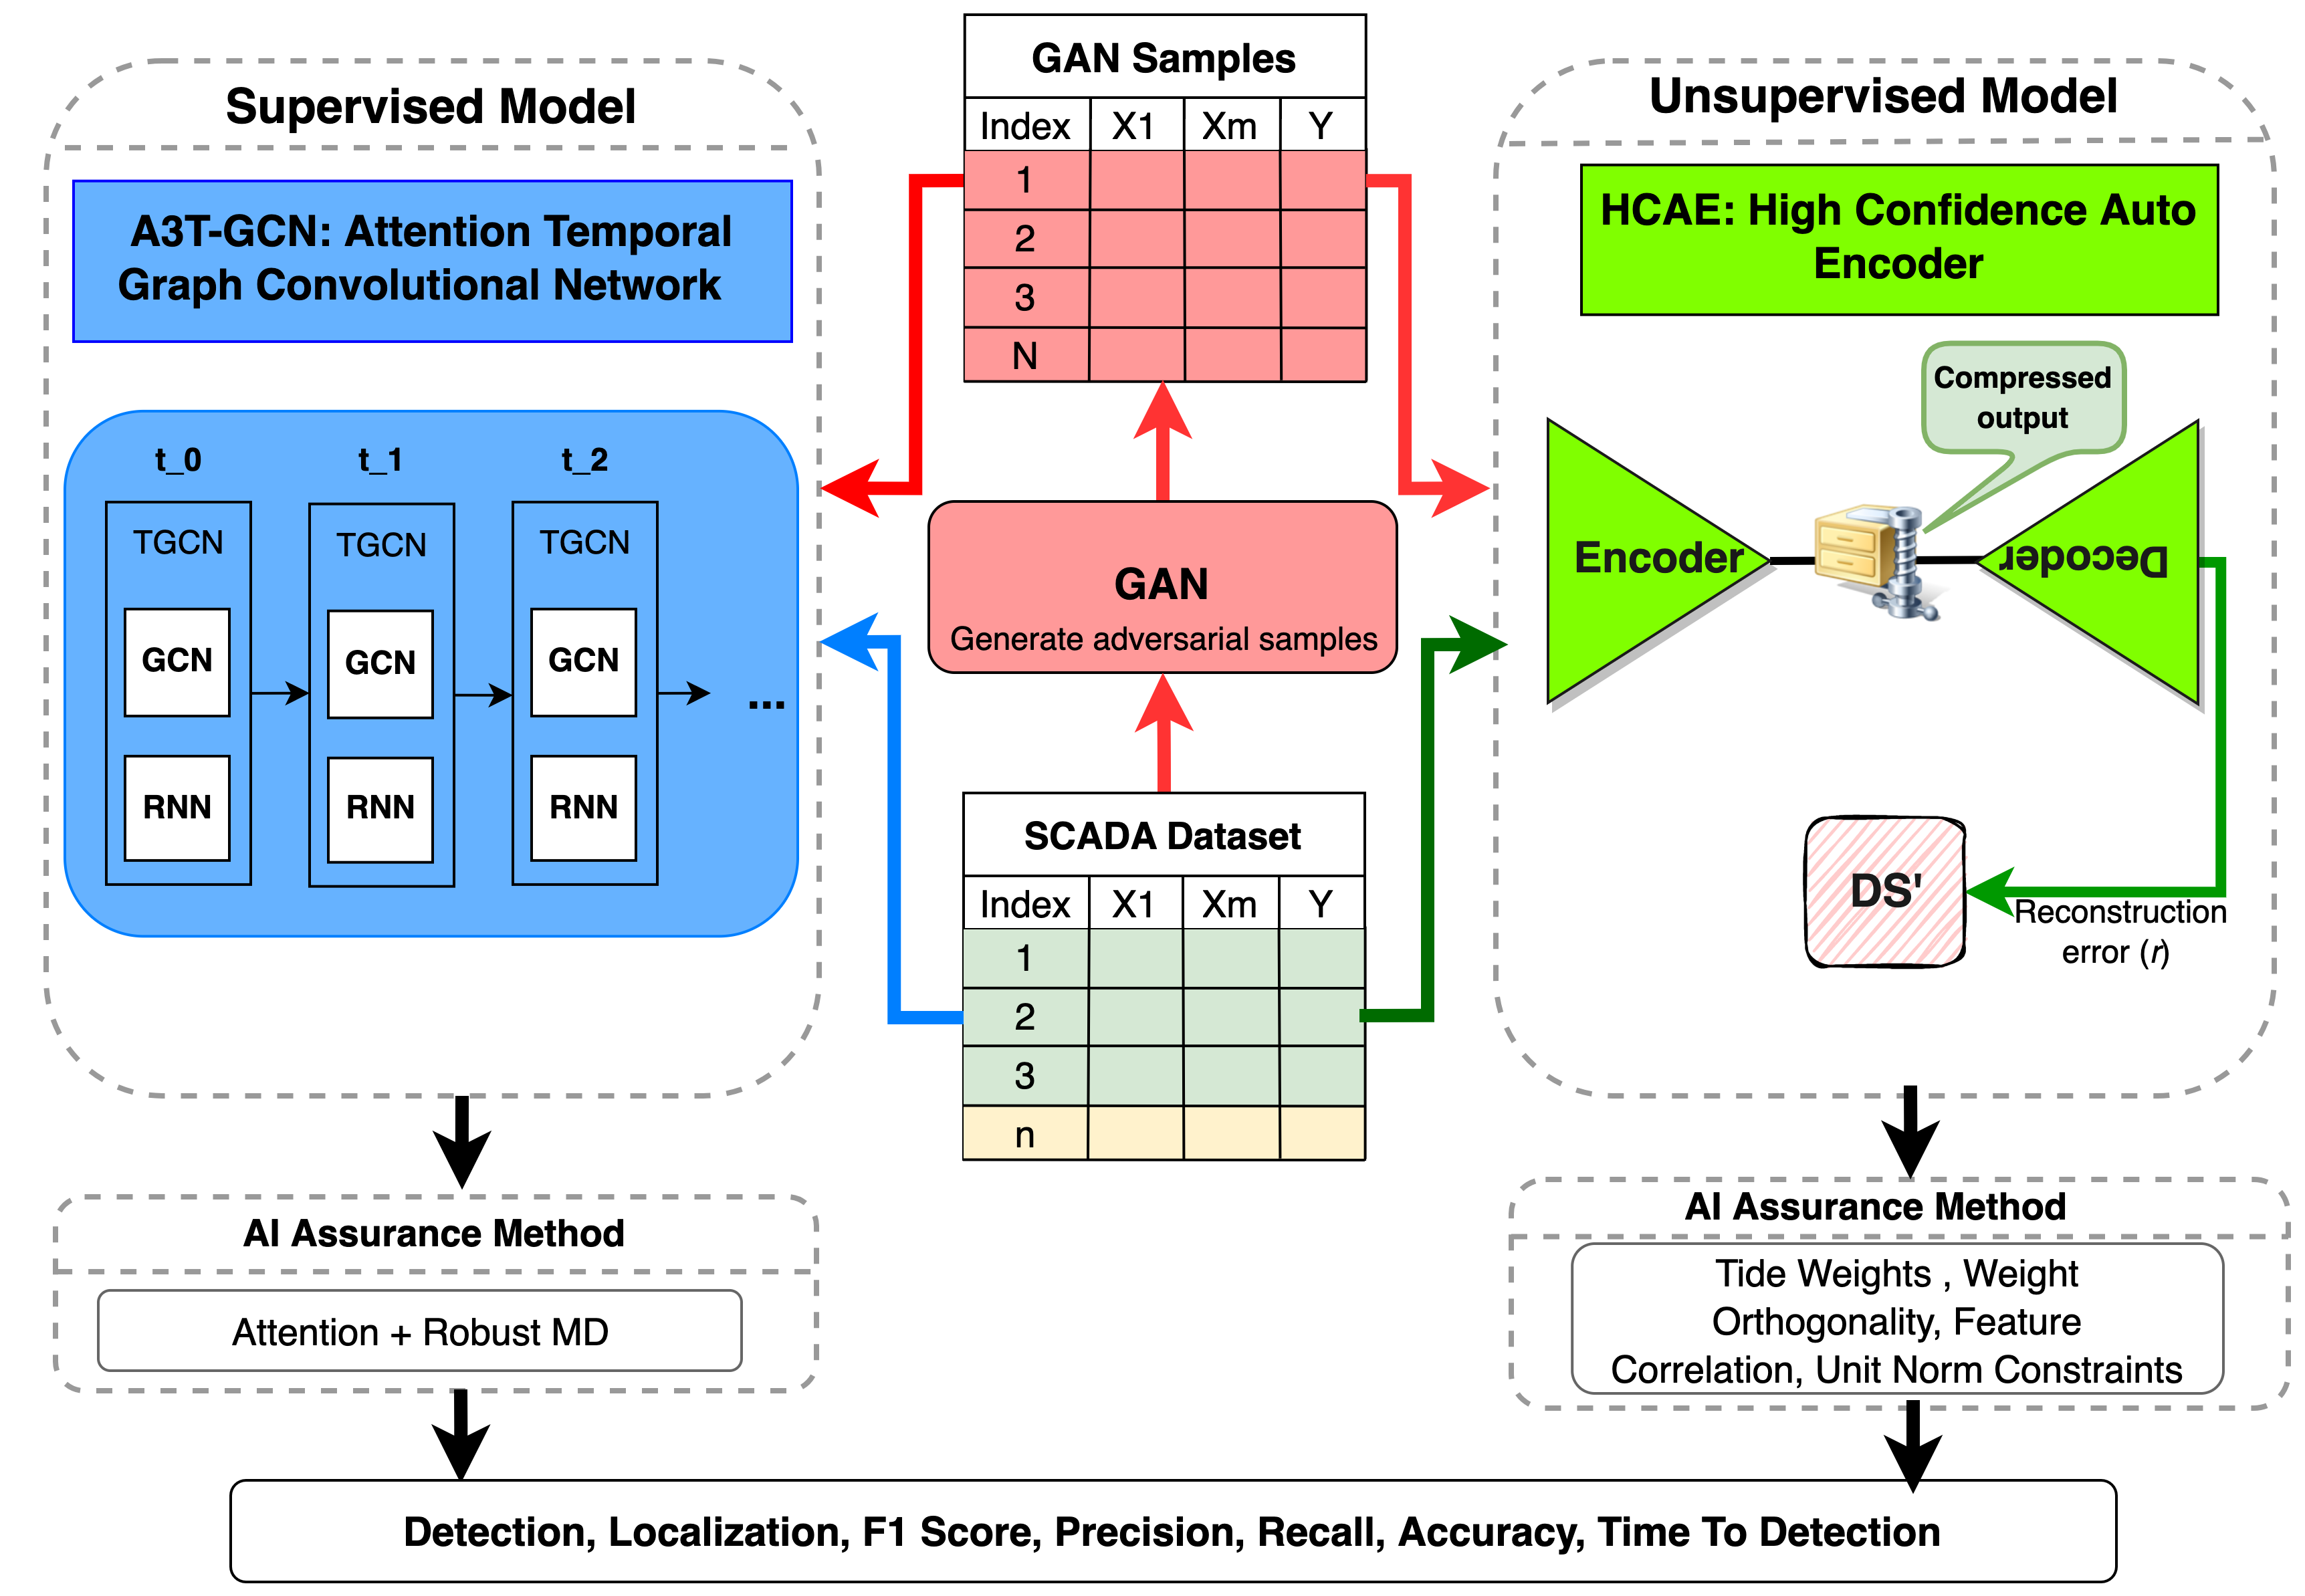 Supervised Model
A3T-GCN: Attention Temporal
Graph Convolutional Network
t_0
t_1
t_2
TGCN
TGCN
TGCN
GCN
GCN
GCN
RNN
RNN
RNN
...
GAN Samples
Index X1 Xm Y
1
2
3
N
GAN
Generate adversarial samples
SCADA Dataset
Index X1 Xm Y
1
2
3
n
Unsupervised Model
HCAE: High Confidence Auto
Encoder
Compressed
output
Encoder
Decoder
DS'
Reconstruction
error (r)
AI Assurance Method
Attention + Robust MD
AI Assurance Method
Tide Weights , Weight
Orthogonality, Feature
Correlation, Unit Norm Constraints
Detection, Localization, F1 Score, Precision, Recall, Accuracy, Time To Detection